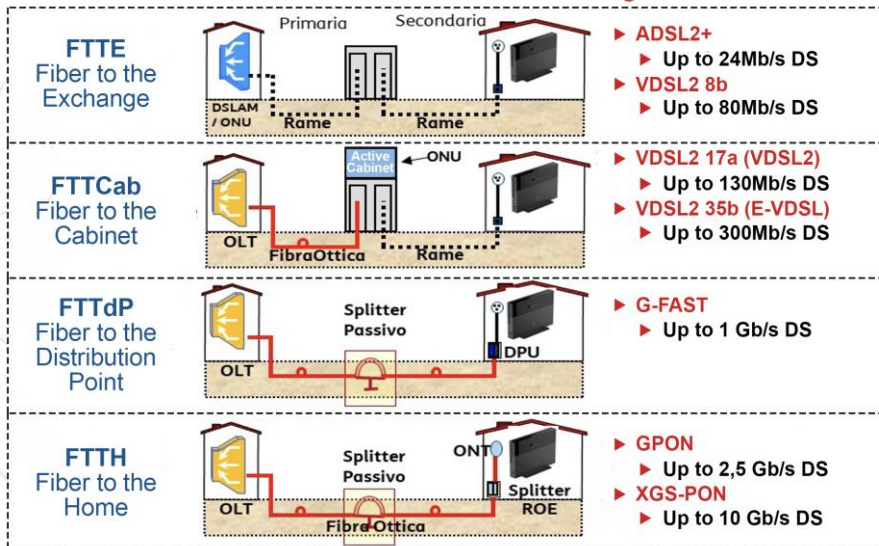 Primaria
Secondaria
FTTE
Fiber to the
Exchange
DSLAM
/ ONU
Rame
Rame
▶ ADSL2+
▶ Up to 24Mb/s DS
▶ VDSL2 8b
▶ Up to 80Mb/s DS
FTTCab
Fiber to the
Cabinet
OLT
Active
Cabinet
ONU
FibraOttica
Rame
▶ VDSL2 17a (VDSL2)
▶ Up to 130Mb/s DS
▶ VDSL2 35b (E-VDSL)
▶ Up to 300Mb/s DS
FTTdP
Fiber to the
Distribution
Point
OLT
Splitter
Passivo
DPU
▶ G-FAST
▶ Up to 1 Gb/s DS
FTTH
Fiber to the
Home
OLT
Splitter
Passivo
Fibra Ottica
ONT
Splitter
ROE
▶ GPON
▶ Up to 2,5 Gb/s DS
▶ XGS-PON
▶ Up to 10 Gb/s DS